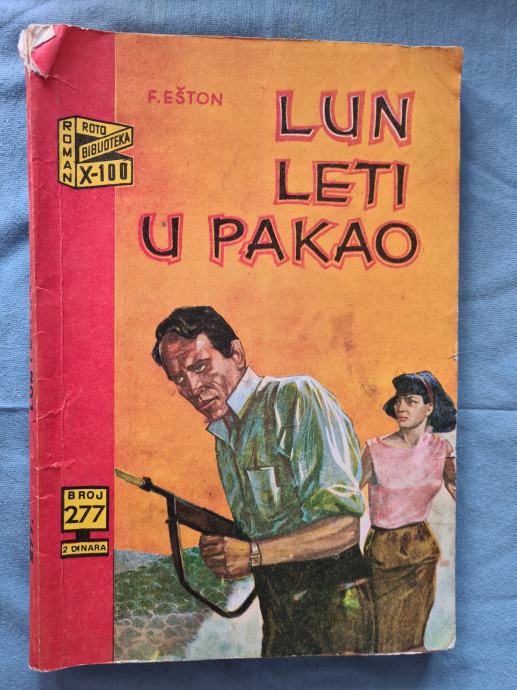 F. EŠTON
LUN
LETI
U PAKAO
ROMAN
ROTO
BIBLIOTEKA
X-100
BROJ
277
2 DINARA